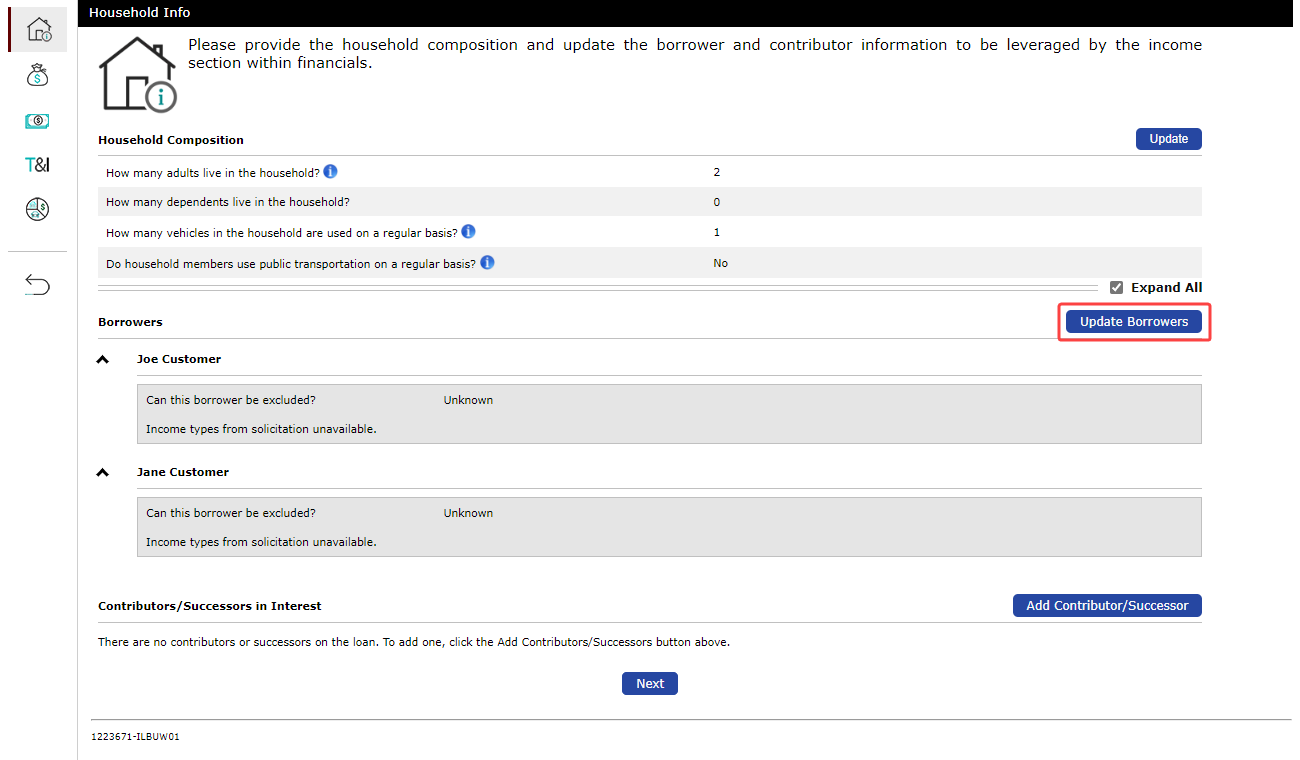 Household Info
Please provide the household composition and update the borrower and contributor information to be leveraged by the income
section within financials.
T&I
Household Composition
Update
How many adults live in the household?
2
How many dependents live in the household?
0
How many vehicles in the household are used on a regular basis?
1
Do household members use public transportation on a regular basis?
No
Expand All
Borrowers
Update Borrowers
Joe Customer
Can this borrower be excluded?
Unknown
Income types from solicitation unavailable.
Jane Customer
Can this borrower be excluded?
Unknown
Income types from solicitation unavailable.
Contributors/Successors in Interest
Add Contributor/Successor
There are no contributors or successors on the loan. To add one, click the Add Contributors/Successors button above.
Next
1223671-ILBUW01